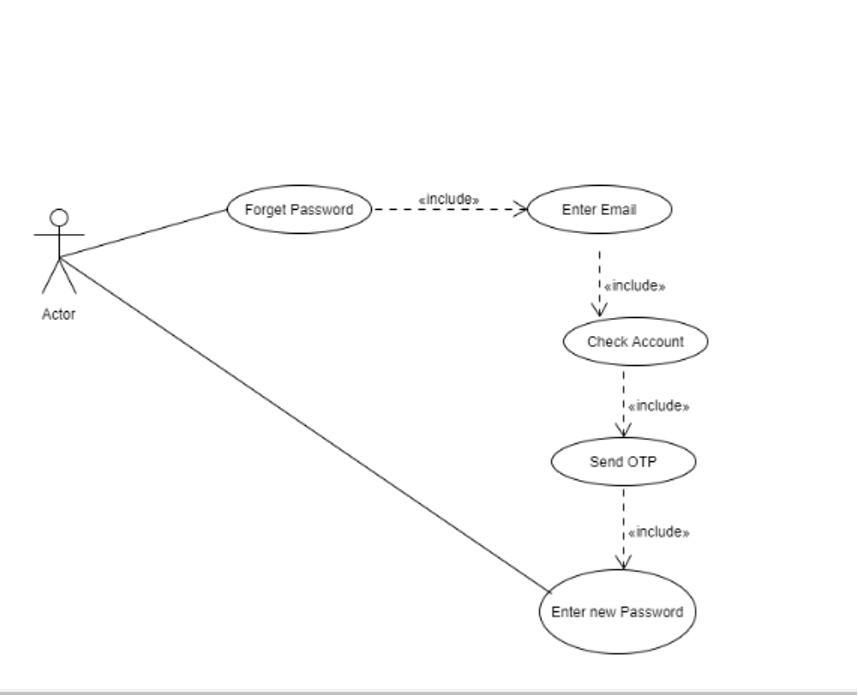 Forget Password
«include»
Enter Email
Actor
«include»
Check Account
«include»
Send OTP
«include»
Enter new Password